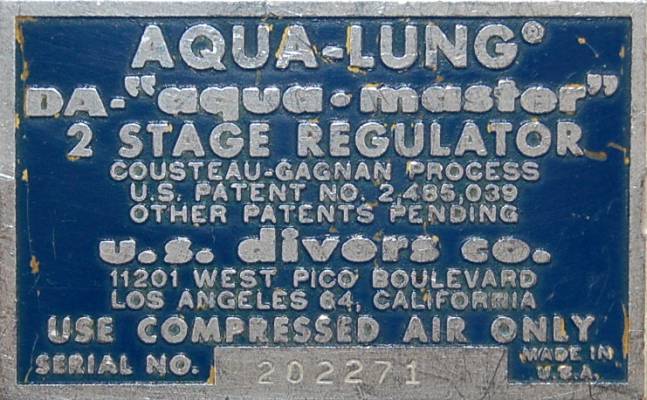 AQUA-LUNG®
DA-"aqua-master"
2 STAGE REGULATOR
COUSTEAU-GAGNAN PROCESS
U.S. PATENT NO. 2,485,039
OTHER PATENTS PENDING
u.s. divers co.
11201 WEST PICO BOULEVARD
LOS ANGELES 64, CALIFORNIA
USE COMPRESSED AIR ONLY
SERIAL NO. 202271 MADE IN
U.S.A.